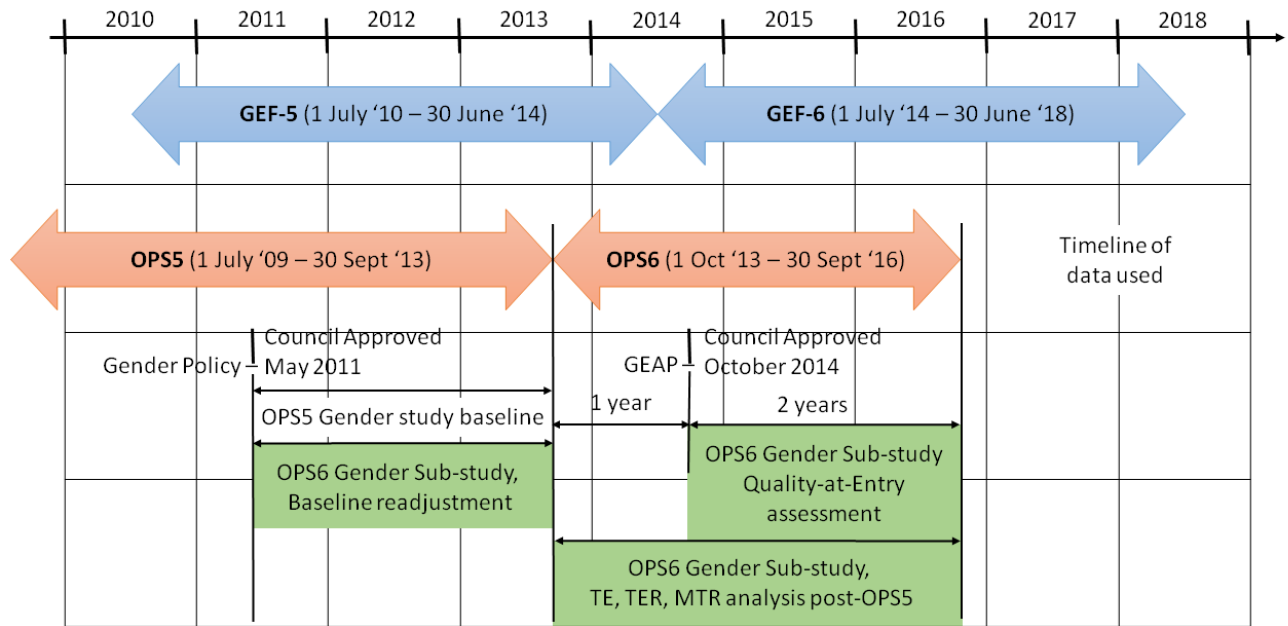 2010 2011 2012 2013 2014 2015 2016 2017 2018
GEF-5 (1 July ‘10 – 30 June ‘14)
GEF-6 (1 July ‘14 – 30 June ‘18)
OPS5 (1 July ‘09 – 30 Sept ‘13)
OPS6 (1 Oct ‘13 – 30 Sept ‘16)
Timeline of
data used
Gender Policy –
Council Approved
May 2011
GEAP –
Council Approved
October 2014
OPS5 Gender study baseline
1 year
2 years
OPS6 Gender Sub-study,
Baseline readjustment
OPS6 Gender Sub-study
Quality-at-Entry
assessment
OPS6 Gender Sub-study,
TE, TER, MTR analysis post-OPS5